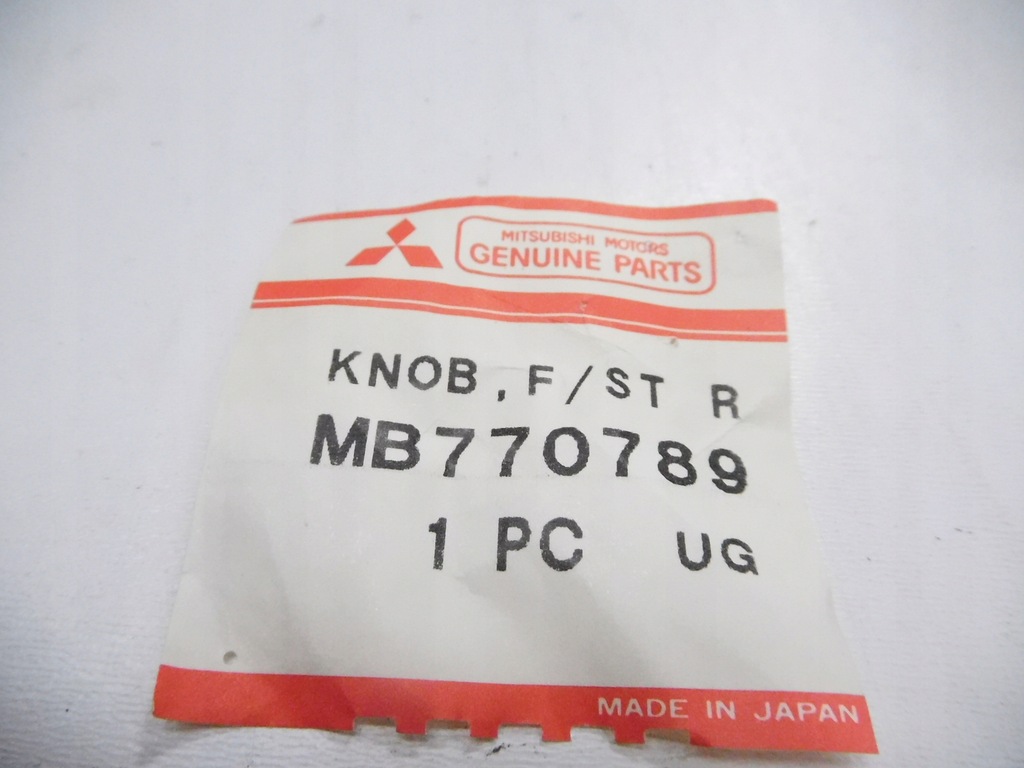 MITSUBISHI MOTORS
GENUINE PARTS
KNOB, F/ST R
MB770789
1 PC UG
MADE IN JAPAN